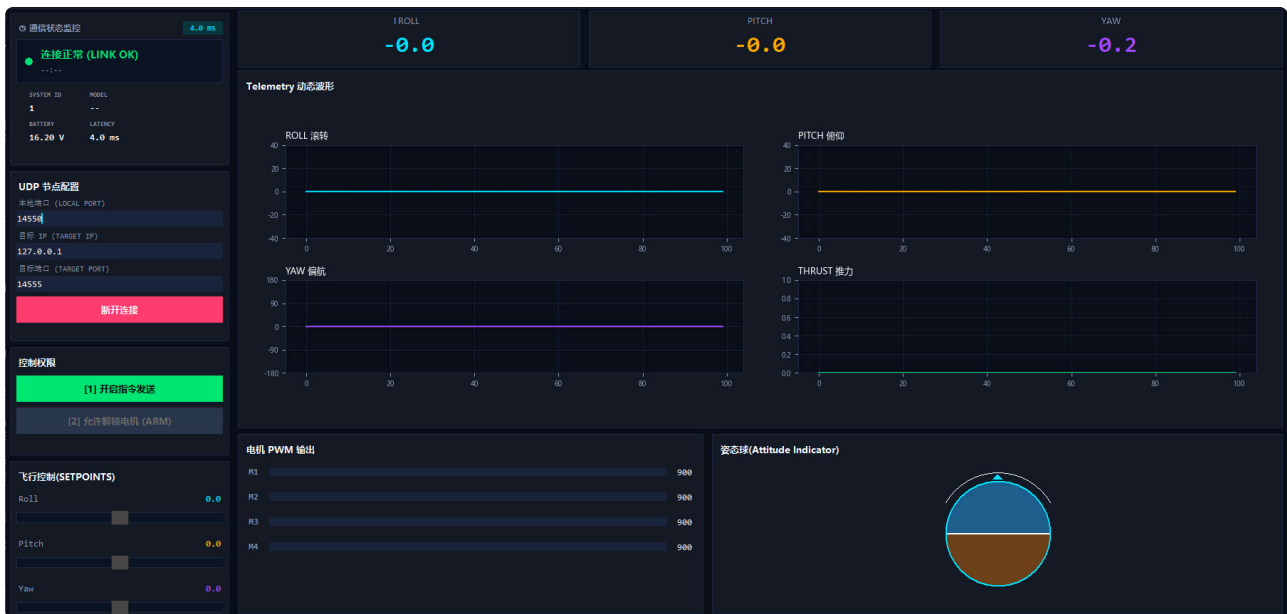 通信状态监控
4.0 ms
连接正常 (LINK OK)
--:--
SYSTEM ID MODEL
1 --
BATTERY LATENCY
16.20 V 4.0 ms
UDP 节点配置
本地端口 (LOCAL PORT)
14550
目标 IP (TARGET IP)
127.0.0.1
目标端口 (TARGET PORT)
14555
断开连接
控制权限
[1] 开启指令发送
[2] 允许解锁电机 (ARM)
飞行控制(SETPOINTS)
Roll 0.0
Pitch 0.0
Yaw 0.0
ROLL
-0.0
PITCH
-0.0
YAW
-0.2
Telemetry 动态波形
ROLL 滚转
40
20
0
-20
-40
0 20 40 60 80 100
PITCH 俯仰
40
20
0
-20
-40
0 20 40 60 80 100
YAW 偏航
180
90
0
-90
-180
0 20 40 60 80 100
THRUST 推力
1.0
0.8
0.6
0.4
0.2
0.0
0 20 40 60 80 100
电机 PWM 输出
M1 900
M2 900
M3 900
M4 900
姿态球(Attitude Indicator)